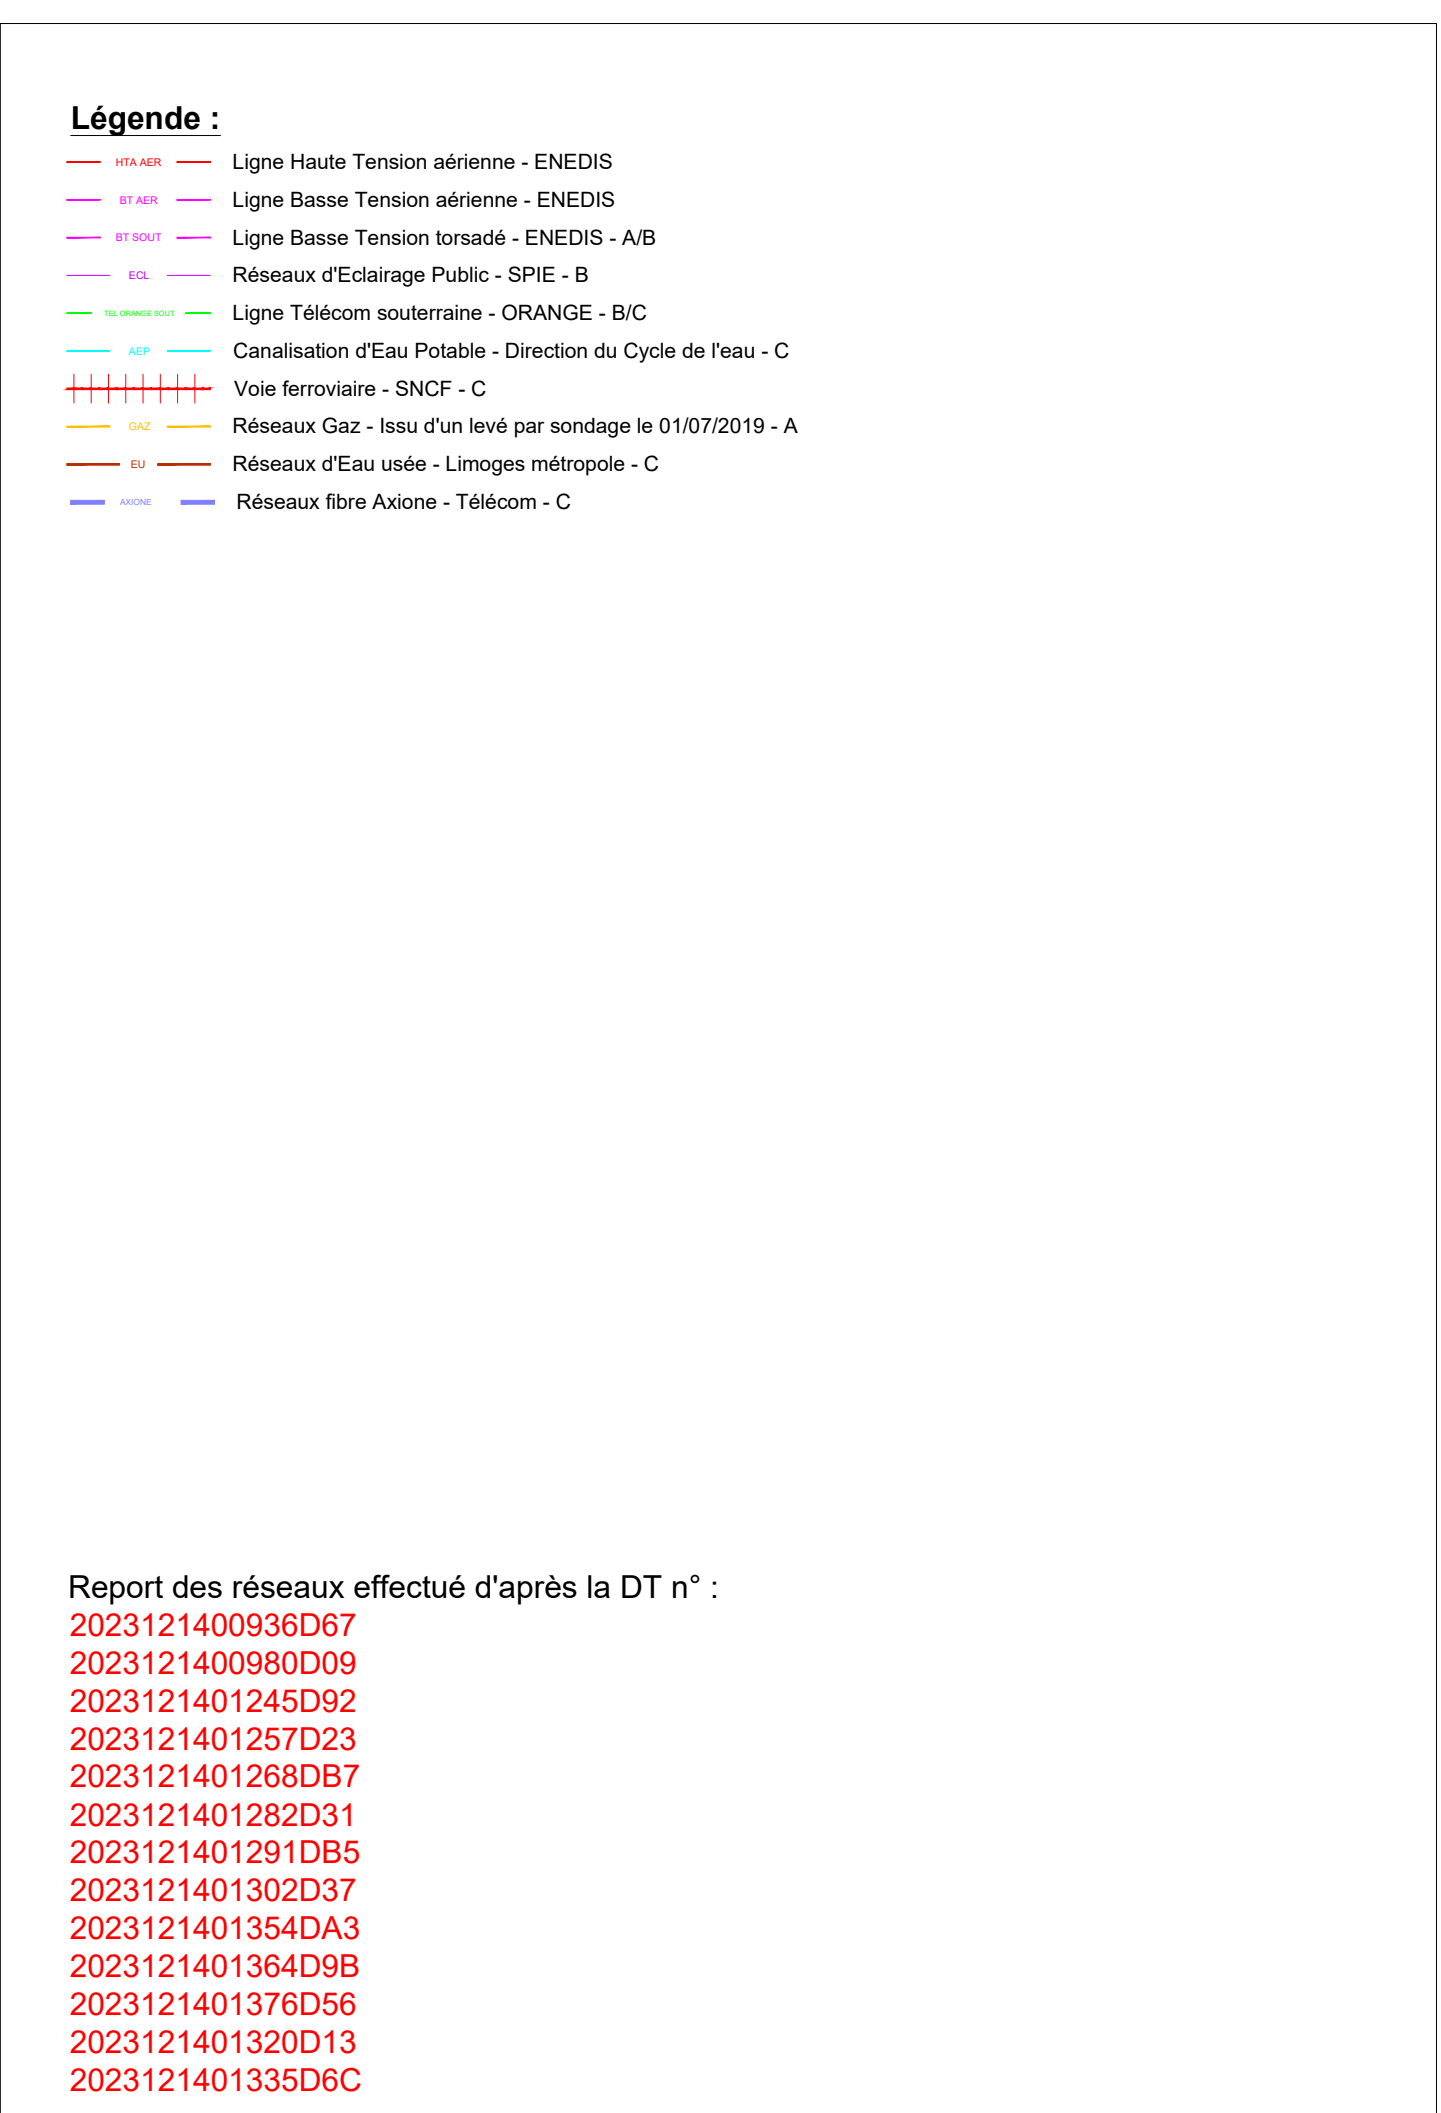 Légende :
HTA AER Ligne Haute Tension aérienne - ENEDIS
BT AER Ligne Basse Tension aérienne - ENEDIS
BT SOUT Ligne Basse Tension torsadé - ENEDIS - A/B
ECL Réseaux d'Eclairage Public - SPIE - B
TEL ORANGE SOUT Ligne Télécom souterraine - ORANGE - B/C
AEP Canalisation d'Eau Potable - Direction du Cycle de l'eau - C
Voie ferroviaire - SNCF - C
GAZ Réseaux Gaz - Issu d'un levé par sondage le 01/07/2019 - A
EU Réseaux d'Eau usée - Limoges métropole - C
AXIONE Réseaux fibre Axione - Télécom - C
Report des réseaux effectué d'après la DT n° :
2023121400936D67
2023121400980D09
2023121401245D92
2023121401257D23
2023121401268DB7
2023121401282D31
2023121401291DB5
2023121401302D37
2023121401354DA3
2023121401364D9B
2023121401376D56
2023121401320D13
2023121401335D6C